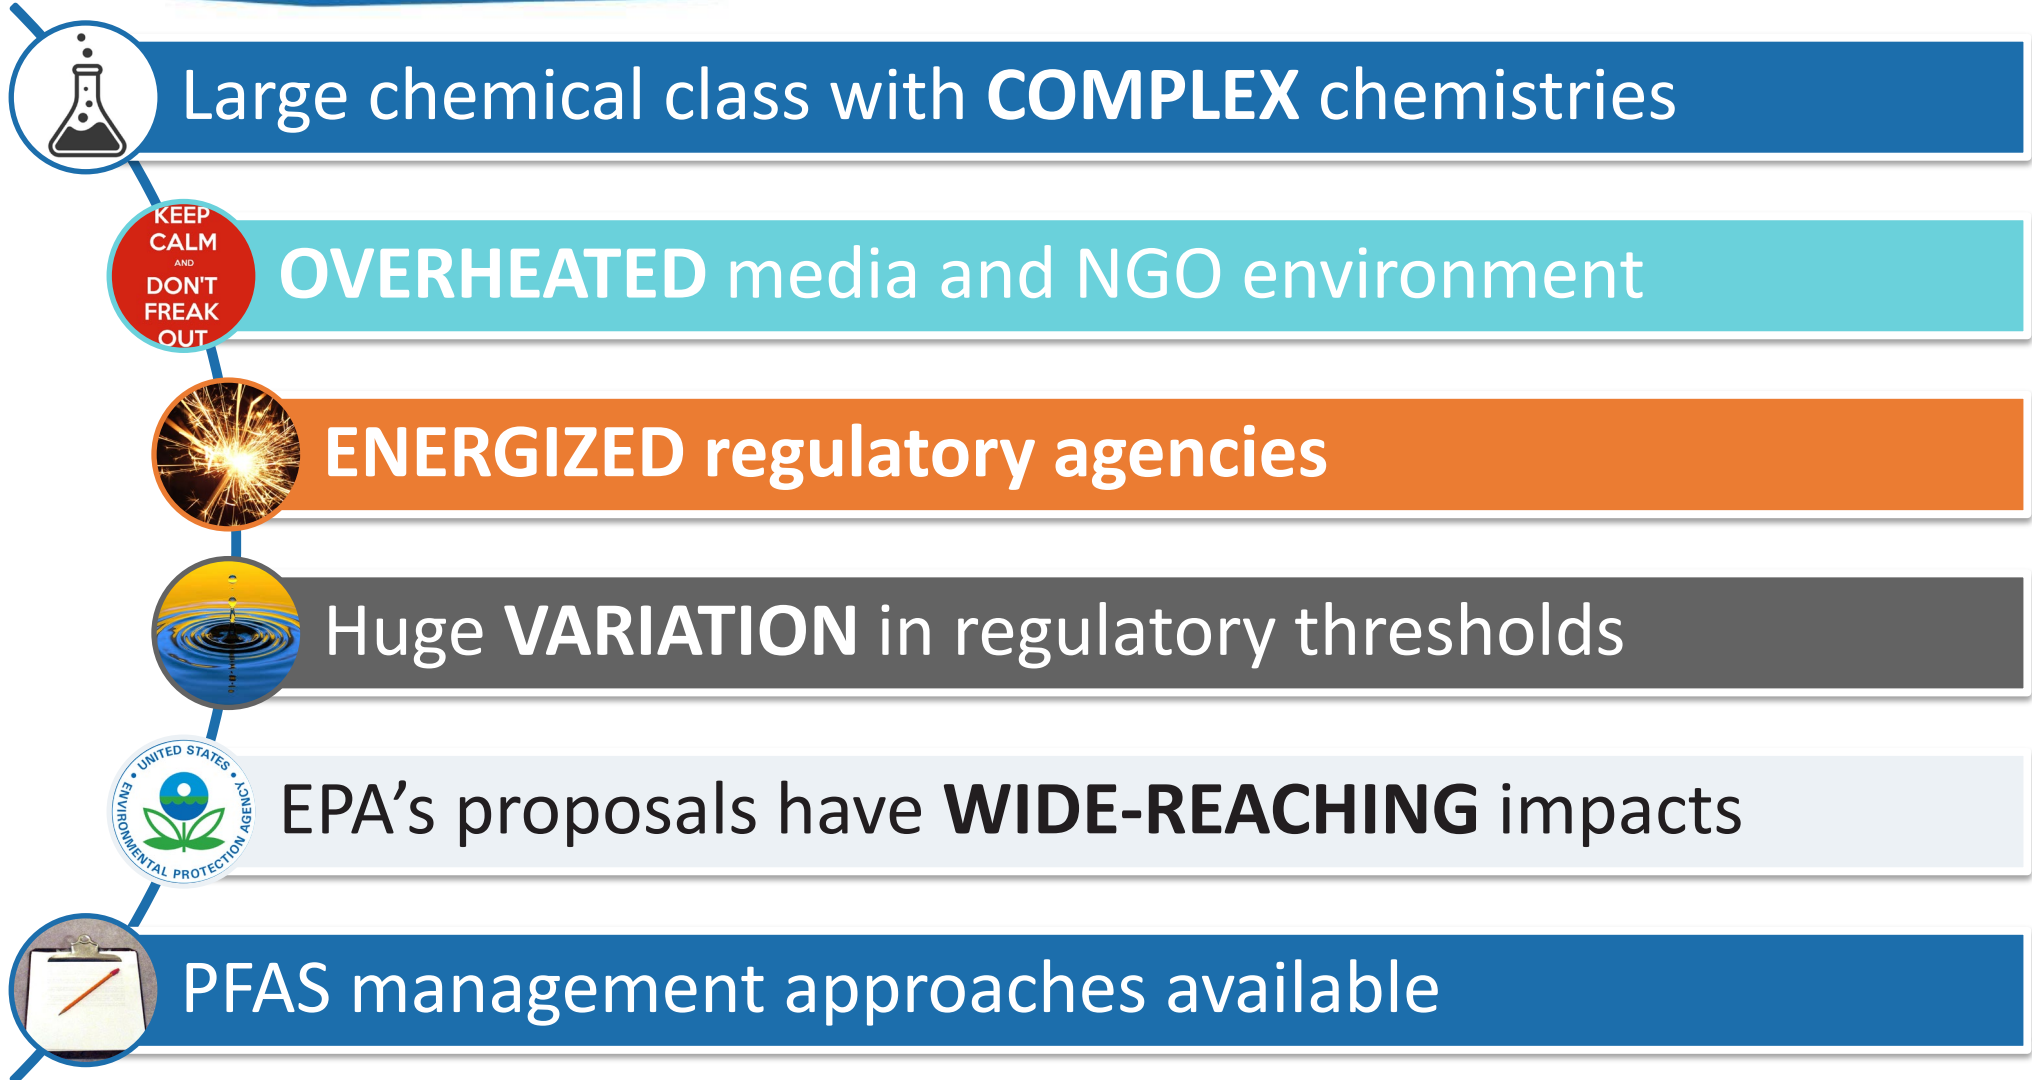 Large chemical class with COMPLEX chemistries
KEEP
CALM
AND
DON'T
FREAK
OUT
OVERHEATED media and NGO environment
ENERGIZED regulatory agencies
Huge VARIATION in regulatory thresholds
UNITED STATES • ENVIRONMENTAL PROTECTION AGENCY •
EPA’s proposals have WIDE-REACHING impacts
PFAS management approaches available